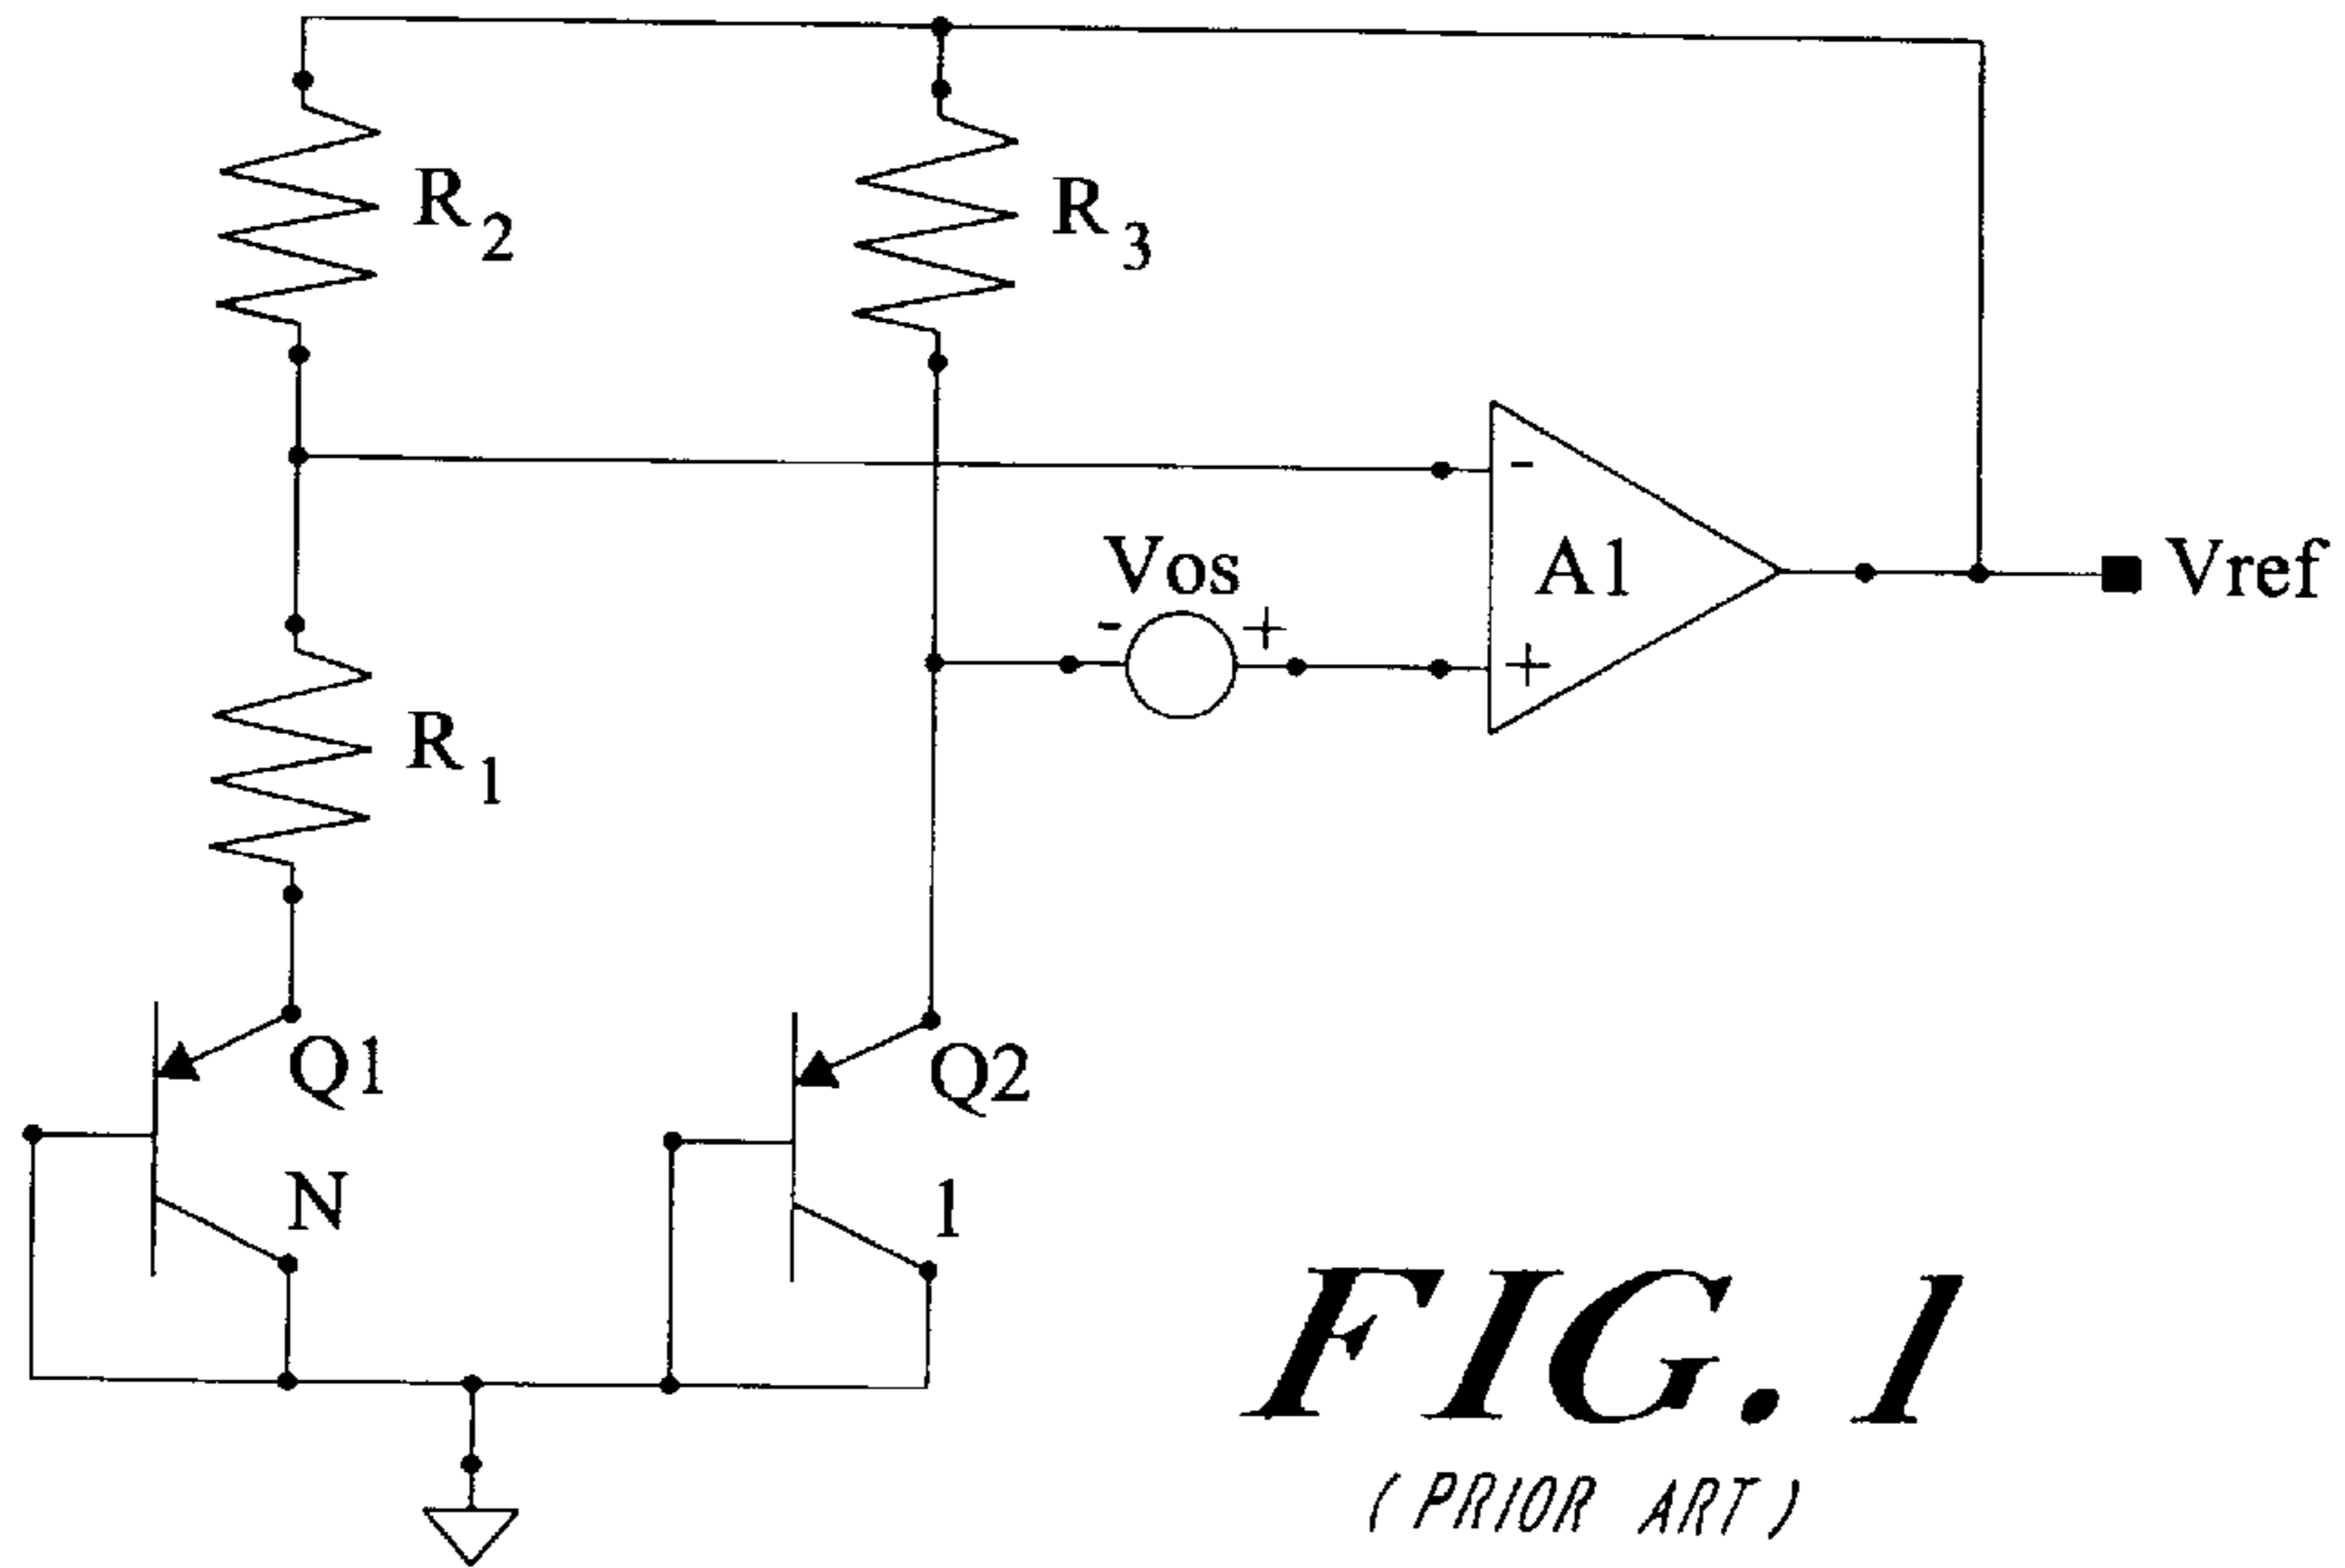 R2
R3
-
A1
Vref
Vos
- +
+
R1
Q1
Q2
N
1
FIG. 1
(PRIOR ART)